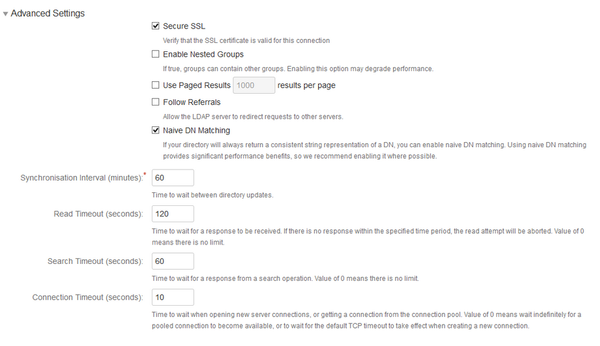 Advanced Settings
Secure SSL
Verify that the SSL certificate is valid for this connection
Enable Nested Groups
If true, groups can contain other groups. Enabling this option may degrade performance.
Use Paged Results 1000 results per page
Follow Referrals
Allow the LDAP server to redirect requests to other servers.
Naive DN Matching
If your directory will always return a consistent string representation of a DN, you can enable naive DN matching. Using naive DN matching
provides significant performance benefits, so we recommend enabling it where possible.
Synchronisation Interval (minutes):* 60
Time to wait between directory updates.
Read Timeout (seconds): 120
Time to wait for a response to be received. If there is no response within the specified time period, the read attempt will be aborted. Value of 0
means there is no limit.
Search Timeout (seconds): 60
Time to wait for a response from a search operation. Value of 0 means there is no limit.
Connection Timeout (seconds): 10
Time to wait when opening new server connections, or getting a connection from the connection pool. Value of 0 means wait indefinitely for a
pooled connection to become available, or to wait for the default TCP timeout to take effect when creating a new connection.